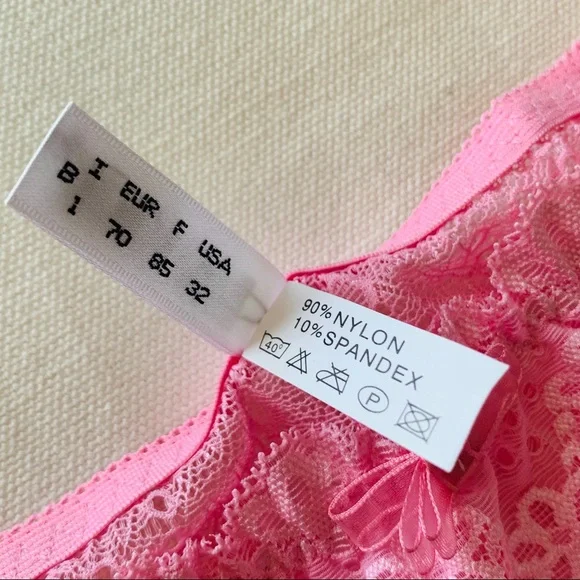 I EUR F USA
B 1 70 85 32
90%NYLON
10%SPANDEX
40°
P